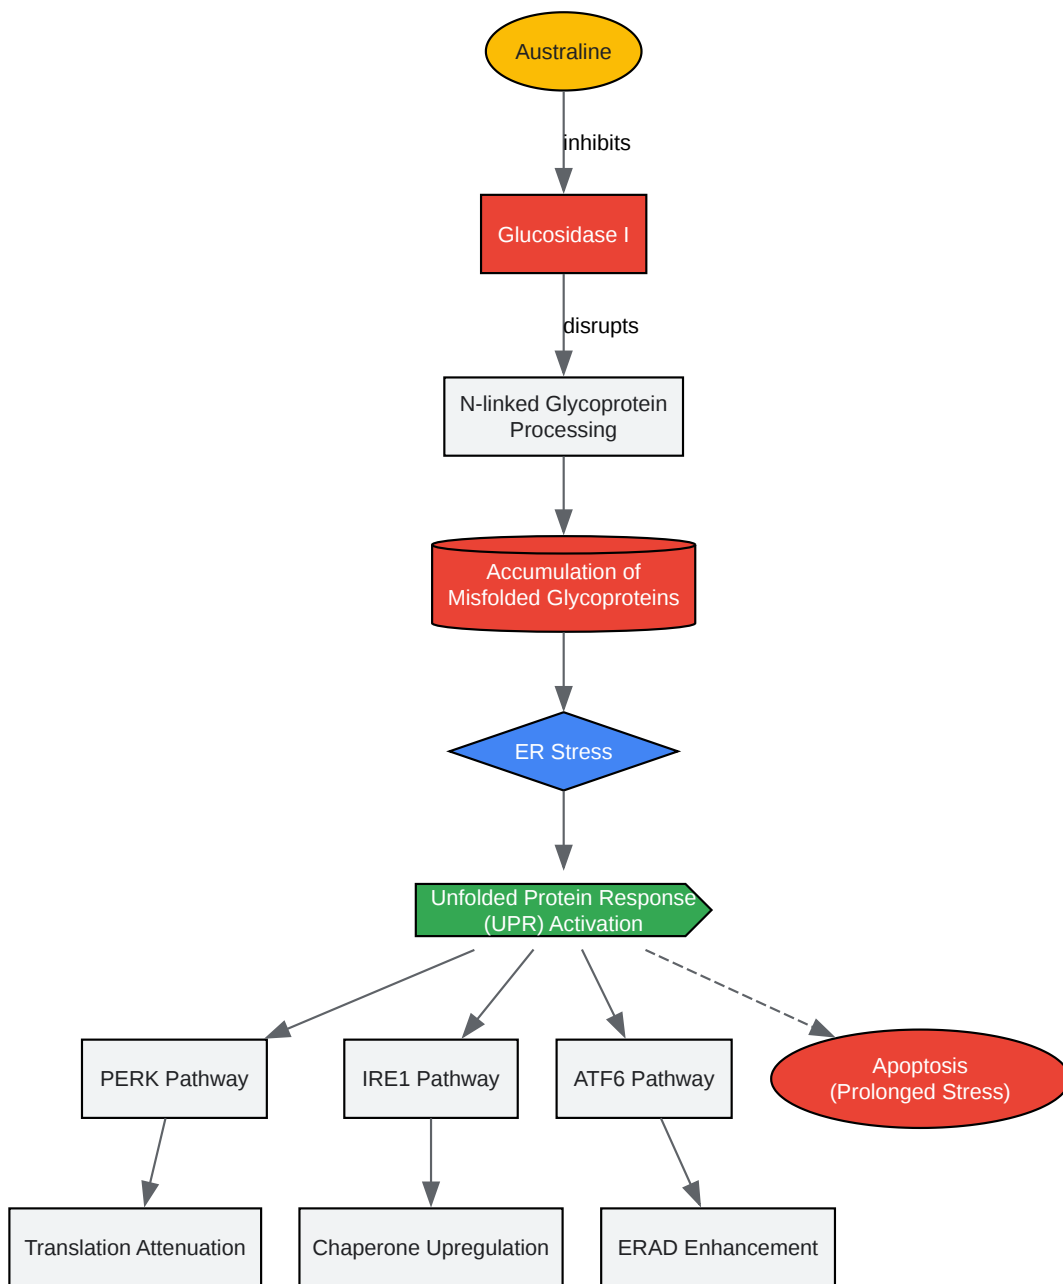 Australine
inhibits
Glucosidase I
disrupts
N-linked Glycoprotein
Processing
Accumulation of
Misfolded Glycoproteins
ER Stress
Unfolded Protein Response
(UPR) Activation
PERK Pathway
IRE1 Pathway
ATF6 Pathway
Apoptosis
(Prolonged Stress)
Translation Attenuation
Chaperone Upregulation
ERAD Enhancement